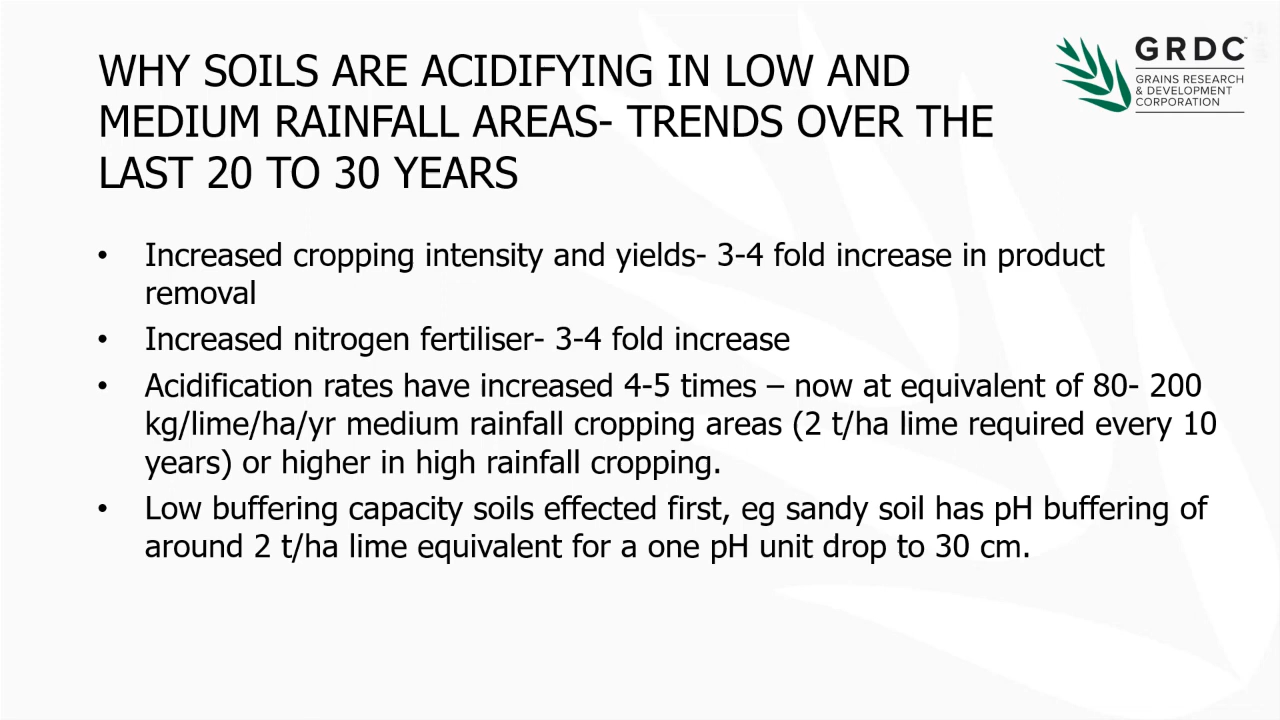 WHY SOILS ARE ACIDIFYING IN LOW AND
MEDIUM RAINFALL AREAS- TRENDS OVER THE
LAST 20 TO 30 YEARS
GRDC™
GRAINS RESEARCH
& DEVELOPMENT
CORPORATION
• Increased cropping intensity and yields- 3-4 fold increase in product
removal
• Increased nitrogen fertiliser- 3-4 fold increase
• Acidification rates have increased 4-5 times – now at equivalent of 80- 200
kg/lime/ha/yr medium rainfall cropping areas (2 t/ha lime required every 10
years) or higher in high rainfall cropping.
• Low buffering capacity soils effected first, eg sandy soil has pH buffering of
around 2 t/ha lime equivalent for a one pH unit drop to 30 cm.